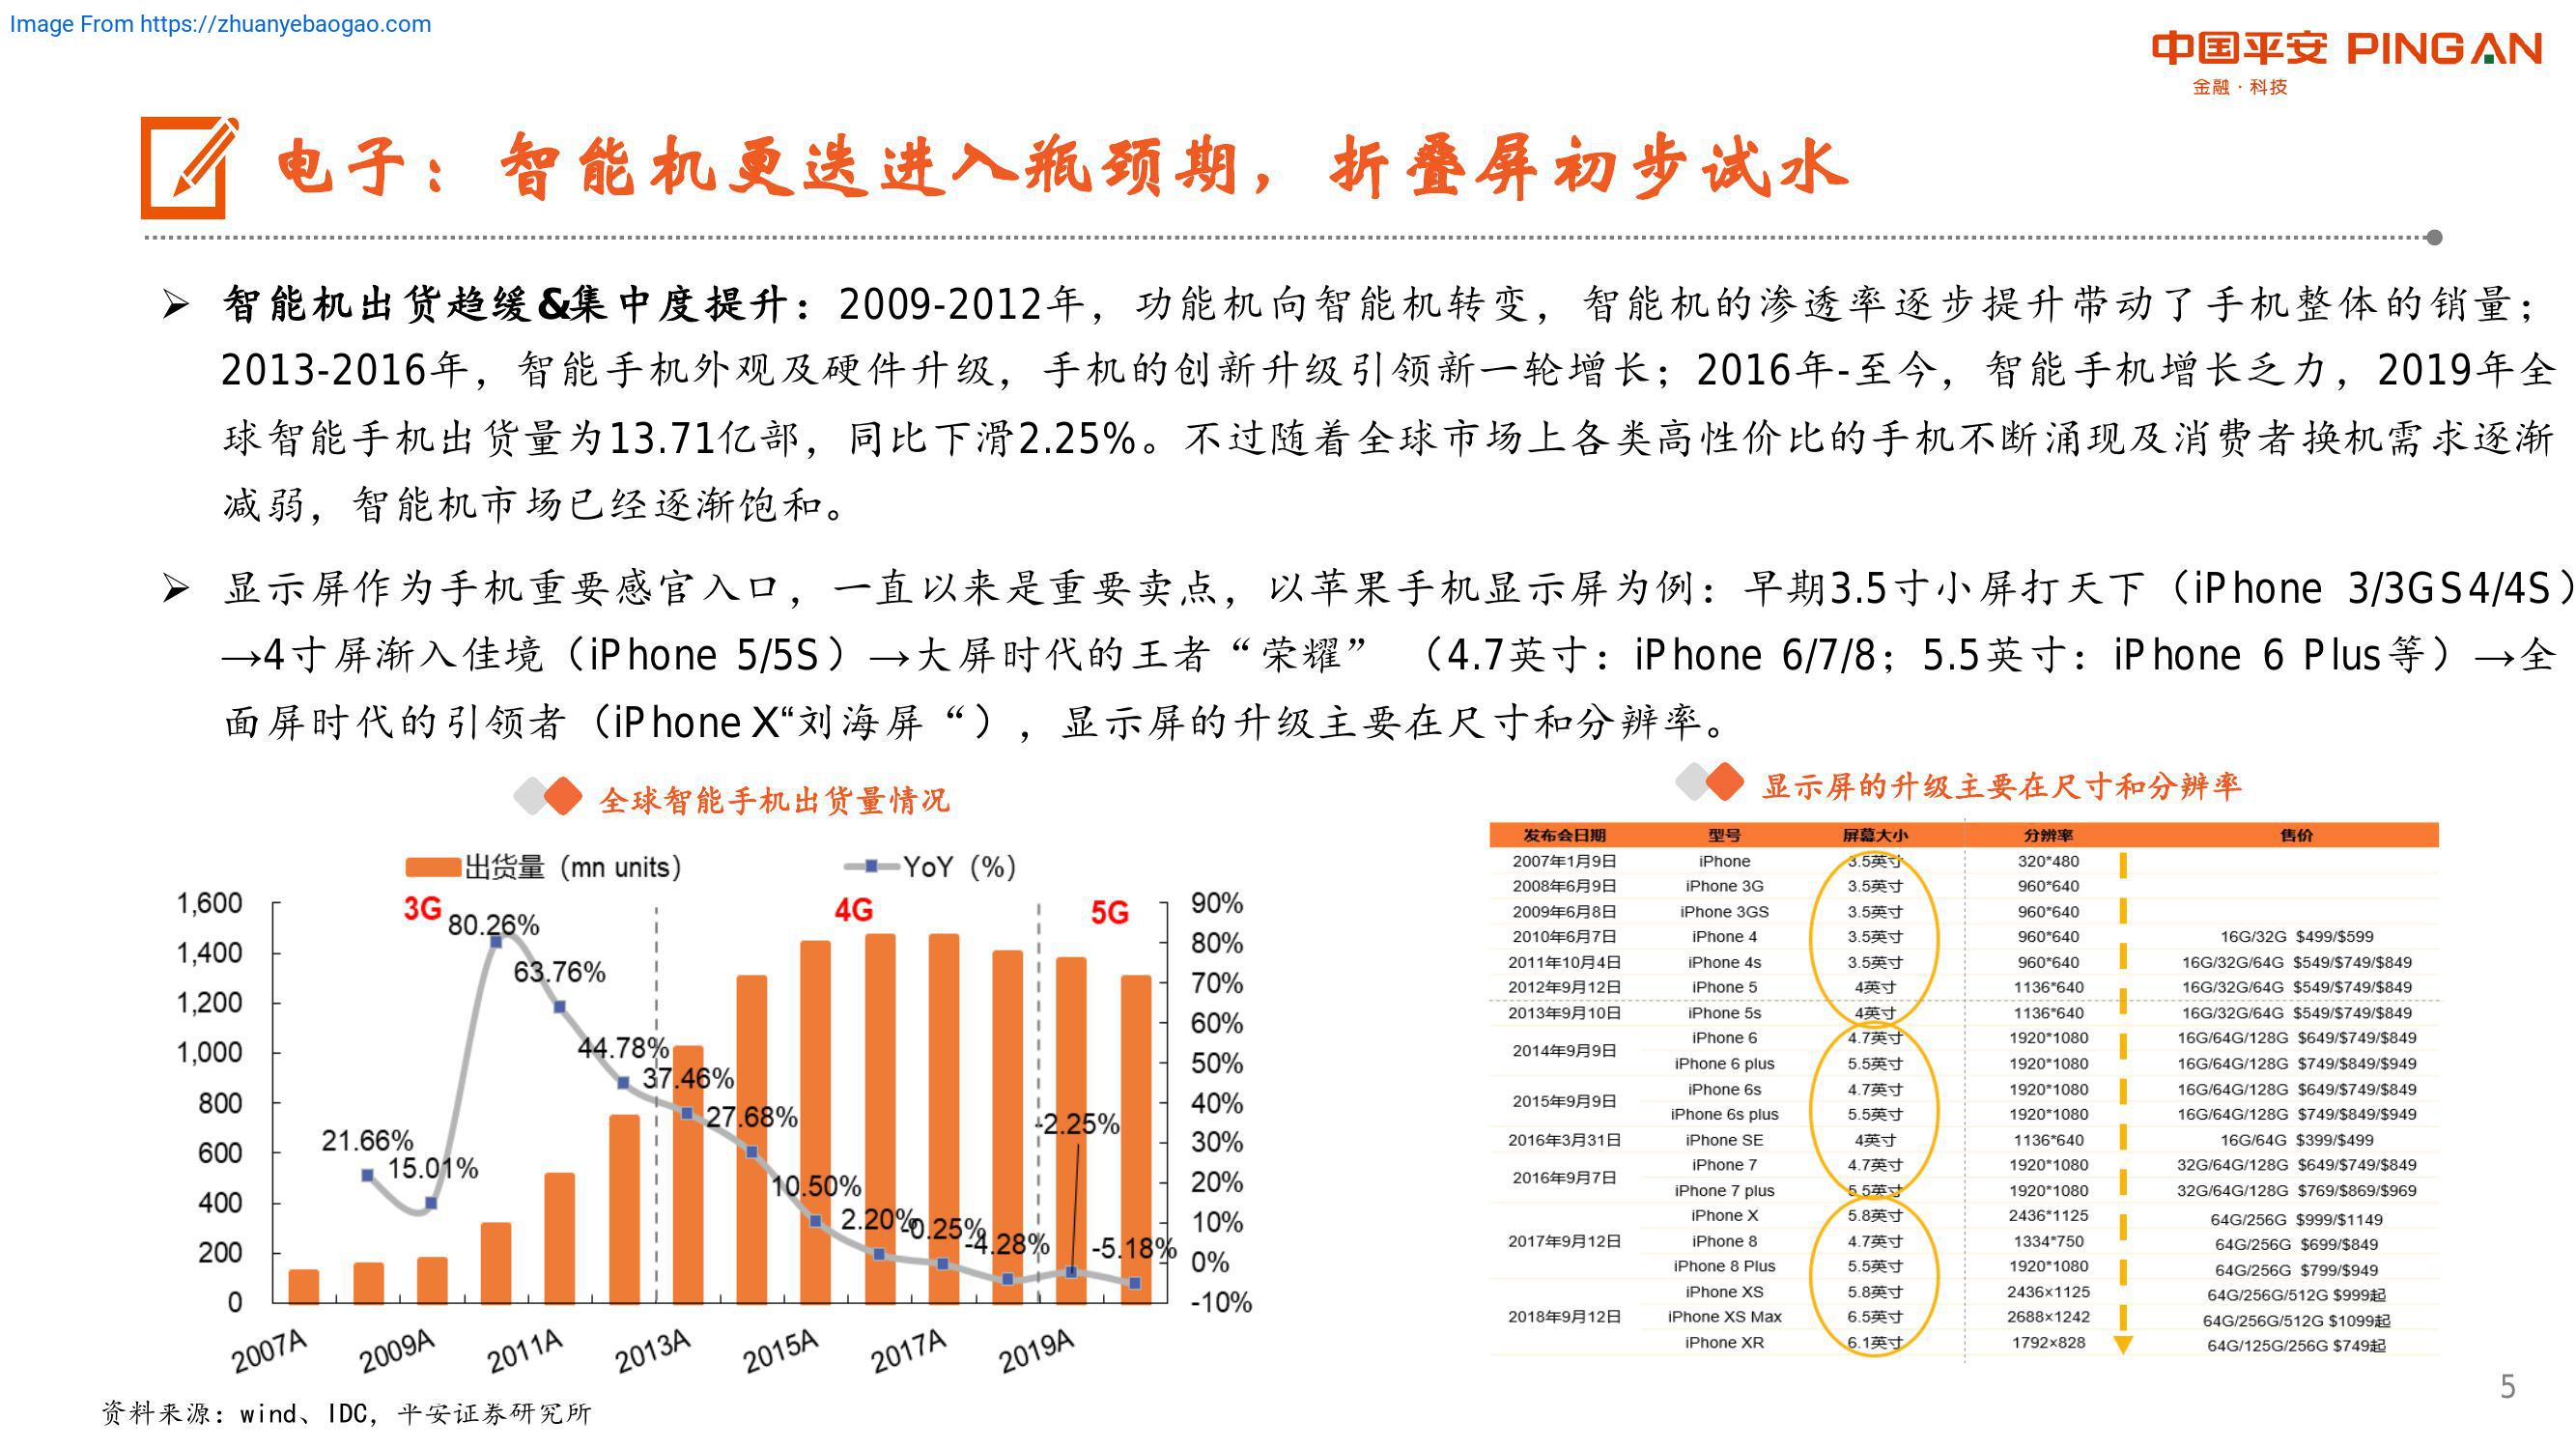 Image From https://zhuanyebaogao.com
中国平安 PINGAN
金融·科技
电子：智能机更迭进入瓶颈期，折叠屏初步试水
➢ 智能机出货趋缓&集中度提升：2009-2012年，功能机向智能机转变，智能机的渗透率逐步提升带动了手机整体的销量；
2013-2016年，智能手机外观及硬件升级，手机的创新升级引领新一轮增长；2016年-至今，智能手机增长乏力，2019年全
球智能手机出货量为13.71亿部，同比下滑2.25%。不过随着全球市场上各类高性价比的手机不断涌现及消费者换机需求逐渐
减弱，智能机市场已经逐渐饱和。
➢ 显示屏作为手机重要感官入口，一直以来是重要卖点，以苹果手机显示屏为例：早期3.5寸小屏打天下（iPhone 3/3GS4/4S）
→4寸屏渐入佳境（iPhone 5/5S）→大屏时代的王者“荣耀” （4.7英寸：iPhone 6/7/8；5.5英寸：iPhone 6 Plus等）→全
面屏时代的引领者（iPhone X“刘海屏“），显示屏的升级主要在尺寸和分辨率。
全球智能手机出货量情况
出货量（mn units） YoY（%）
3G 4G 5G
1,600
1,400
1,200
1,000
800
600
400
200
0
90%
80%
70%
60%
50%
40%
30%
20%
10%
0%
-10%
21.66%
15.01%
80.26%
63.76%
44.78%
37.46%
27.68%
10.50%
2.20%
-0.25%
-4.28%
-2.25%
-5.18%
2007A 2009A 2011A 2013A 2015A 2017A 2019A
显示屏的升级主要在尺寸和分辨率
发布会日期 型号 屏幕大小 分辨率 售价
2007年1月9日 iPhone 3.5英寸 320*480
2008年6月9日 iPhone 3G 3.5英寸 960*640
2009年6月8日 iPhone 3GS 3.5英寸 960*640
2010年6月7日 iPhone 4 3.5英寸 960*640 16G/32G $499/$599
2011年10月4日 iPhone 4s 3.5英寸 960*640 16G/32G/64G $549/$749/$849
2012年9月12日 iPhone 5 4英寸 1136*640 16G/32G/64G $549/$749/$849
2013年9月10日 iPhone 5s 4英寸 1136*640 16G/32G/64G $549/$749/$849
2014年9月9日 iPhone 6 4.7英寸 1920*1080 16G/64G/128G $649/$749/$849
iPhone 6 plus 5.5英寸 1920*1080 16G/64G/128G $749/$849/$949
2015年9月9日 iPhone 6s 4.7英寸 1920*1080 16G/64G/128G $649/$749/$849
iPhone 6s plus 5.5英寸 1920*1080 16G/64G/128G $749/$849/$949
2016年3月31日 iPhone SE 4英寸 1136*640 16G/64G $399/$499
2016年9月7日 iPhone 7 4.7英寸 1920*1080 32G/64G/128G $649/$749/$849
iPhone 7 plus 5.5英寸 1920*1080 32G/64G/128G $769/$869/$969
2017年9月12日 iPhone X 5.8英寸 2436*1125 64G/256G $999/$1149
iPhone 8 4.7英寸 1334*750 64G/256G $699/$849
iPhone 8 Plus 5.5英寸 1920*1080 64G/256G $799/$949
2018年9月12日 iPhone XS 5.8英寸 2436×1125 64G/256G/512G $999起
iPhone XS Max 6.5英寸 2688×1242 64G/256G/512G $1099起
iPhone XR 6.1英寸 1792×828 64G/125G/256G $749起
资料来源：wind、IDC，平安证券研究所
5